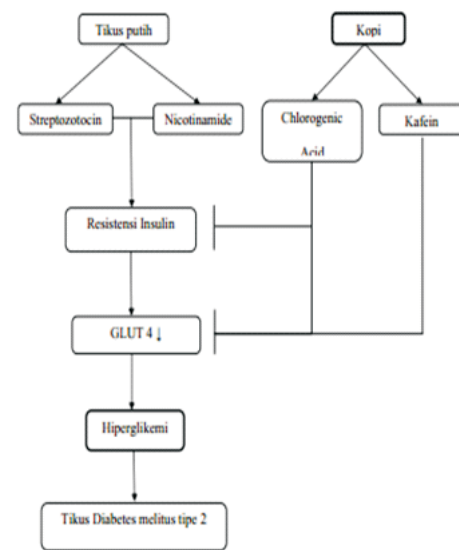 Tikus putih
Kopi
Streptozotocin
Nicotinamide
Chlorogenic
Acid
Kafein
Resistensi Insulin
GLUT 4 ↓
Hiperglikemi
Tikus Diabetes melitus tipe 2